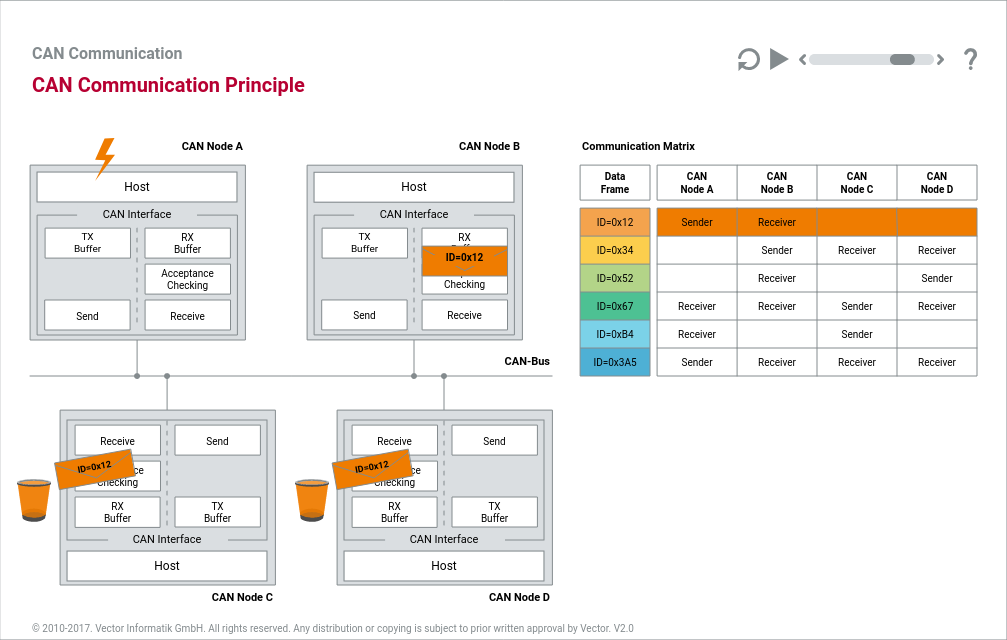 CAN Communication
CAN Communication Principle
?
CAN Node A
Host
CAN Interface
TX
Buffer
RX
Buffer
Acceptance
Checking
Send
Receive
CAN Node B
Host
CAN Interface
TX
Buffer
RX
ID=0x12
Checking
Send
Receive
CAN-Bus
Receive
Send
ID=0x12
Checking
RX
Buffer
TX
Buffer
CAN Interface
Host
CAN Node C
Receive
Send
ID=0x12
Checking
RX
Buffer
TX
Buffer
CAN Interface
Host
CAN Node D
Communication Matrix
Data
Frame
CAN
Node A
CAN
Node B
CAN
Node C
CAN
Node D
ID=0x12 Sender Receiver
ID=0x34 Sender Receiver Receiver
ID=0x52 Receiver Sender
ID=0x67 Receiver Receiver Sender Receiver
ID=0xB4 Receiver Sender
ID=0x3A5 Sender Receiver Receiver Receiver
© 2010-2017. Vector Informatik GmbH. All rights reserved. Any distribution or copying is subject to prior written approval by Vector. V2.0